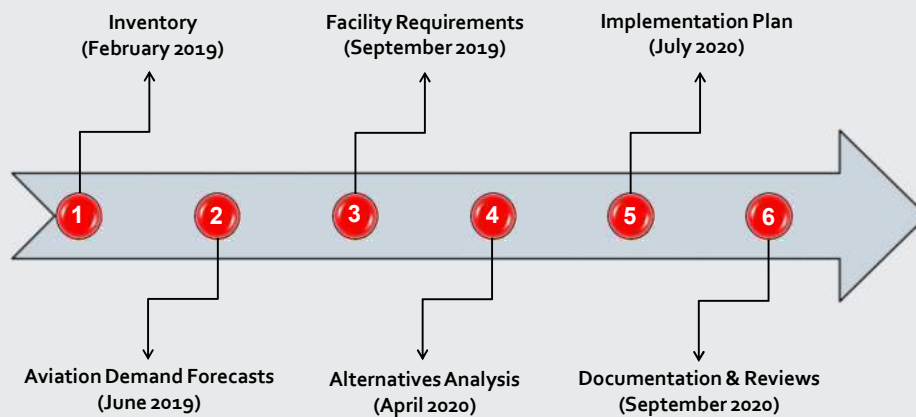 Inventory
(February 2019)
Facility Requirements
(September 2019)
Implementation Plan
(July 2020)
1
2
3
4
5
6
Aviation Demand Forecasts
(June 2019)
Alternatives Analysis
(April 2020)
Documentation & Reviews
(September 2020)